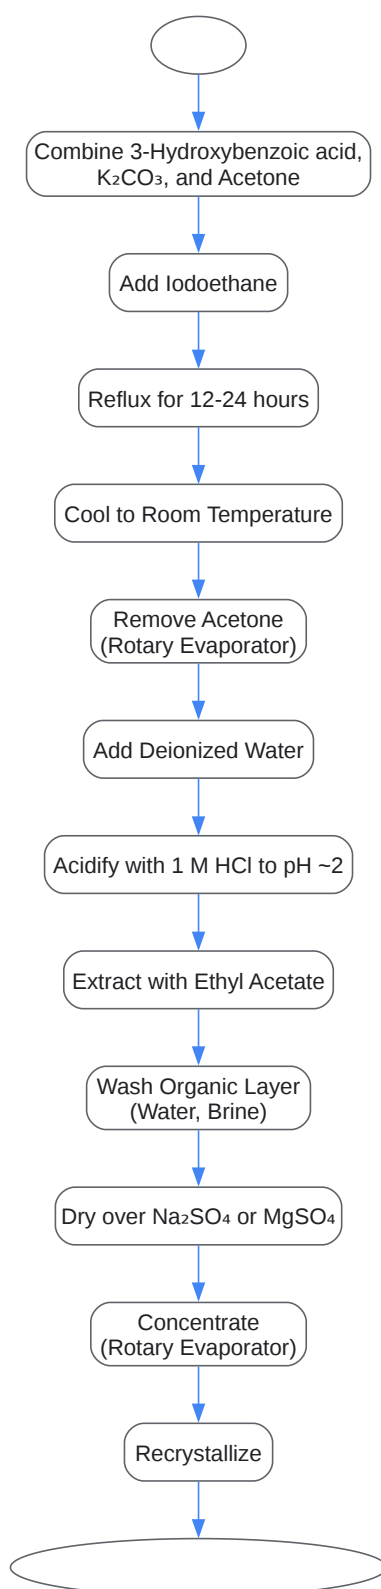 Combine 3-Hydroxybenzoic acid,
K₂CO₃, and Acetone
Add Iodoethane
Reflux for 12-24 hours
Cool to Room Temperature
Remove Acetone
(Rotary Evaporator)
Add Deionized Water
Acidify with 1 M HCl to pH ~2
Extract with Ethyl Acetate
Wash Organic Layer
(Water, Brine)
Dry over Na₂SO₄ or MgSO₄
Concentrate
(Rotary Evaporator)
Recrystallize